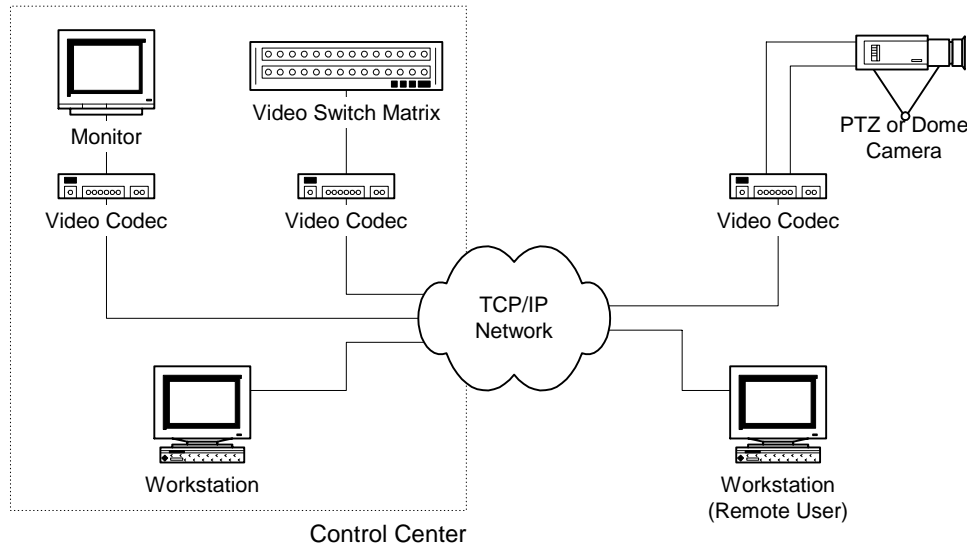 Monitor
Video Switch Matrix
PTZ or Dome
Camera
Video Codec
Video Codec
Video Codec
TCP/IP
Network
Workstation
Workstation
(Remote User)
Control Center